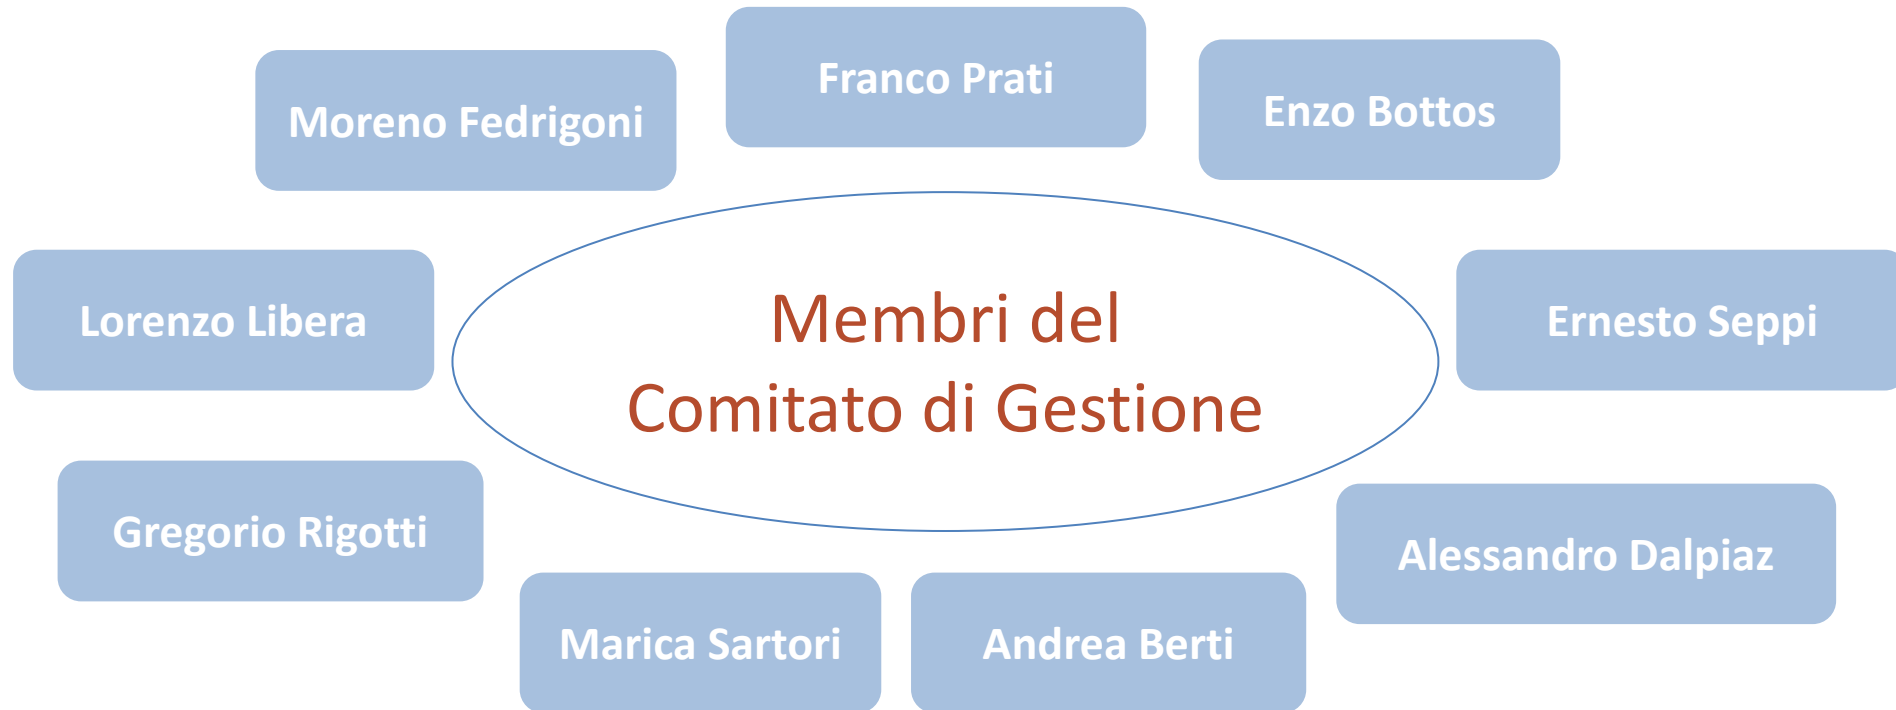 Franco Prati
Enzo Bottos
Moreno Fedrigoni
Lorenzo Libera
Membri del
Comitato di Gestione
Ernesto Seppi
Gregorio Rigotti
Alessandro Dalpiaz
Marica Sartori
Andrea Berti